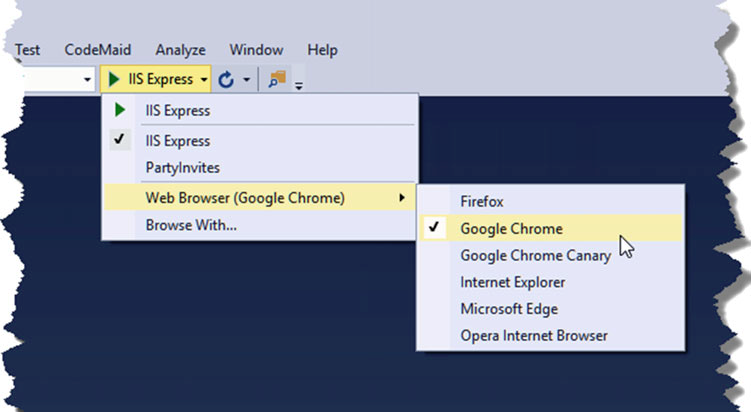 Test CodeMaid Analyze Window Help
IIS Express
IIS Express
IIS Express
PartyInvites
Web Browser (Google Chrome)
Browse With...
Firefox
Google Chrome
Google Chrome Canary
Internet Explorer
Microsoft Edge
Opera Internet Browser